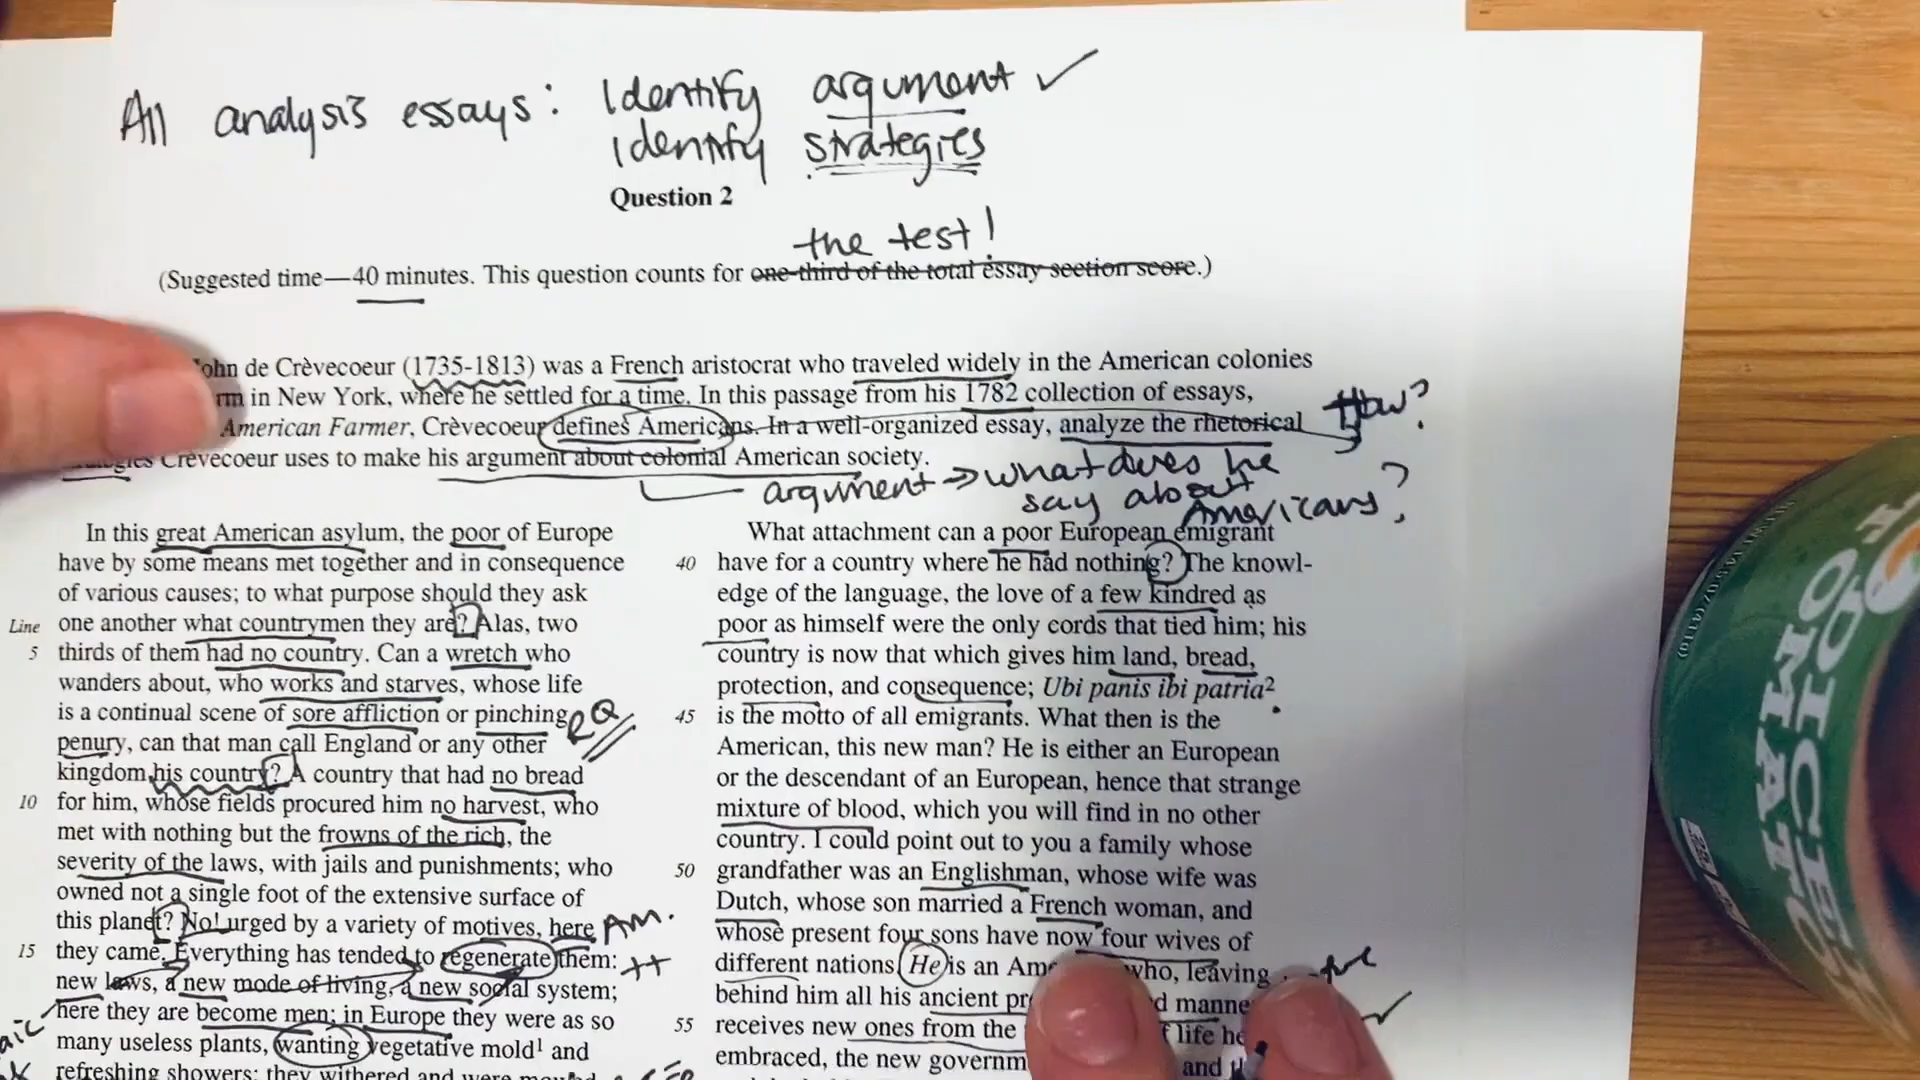 All analysis essays: Identify argument ✓
Identify strategies
Question 2
the test!
(Suggested time—40 minutes. This question counts for one-third of the total essay section score.)
John de Crèvecoeur (1735-1813) was a French aristocrat who traveled widely in the American colonies
in New York, where he settled for a time. In this passage from his 1782 collection of essays,
How?
American Farmer, Crèvecoeur defines Americans. In a well-organized essay, analyze the rhetorical
Crèvecoeur uses to make his argument about colonial American society.
argument → what does he
say about
Americans?
In this great American asylum, the poor of Europe
have by some means met together and in consequence
of various causes; to what purpose should they ask
Line one another what countrymen they are? Alas, two
5 thirds of them had no country. Can a wretch who
wanders about, who works and starves, whose life
is a continual scene of sore affliction or pinching
RQ
penury, can that man call England or any other
kingdom his country? A country that had no bread
10 for him, whose fields procured him no harvest, who
met with nothing but the frowns of the rich, the
severity of the laws, with jails and punishments; who
owned not a single foot of the extensive surface of
this planet? No! urged by a variety of motives, here Am.
15 they came. Everything has tended to regenerate them: ++
new laws, a new mode of living, a new social system;
here they are become men: in Europe they were as so
many useless plants, wanting vegetative mold1 and
refreshing showers; they withered and were
What attachment can a poor European emigrant
40 have for a country where he had nothing? The knowl-
edge of the language, the love of a few kindred as
poor as himself were the only cords that tied him; his
country is now that which gives him land, bread,
protection, and consequence; Ubi panis ibi patria2
45 is the motto of all emigrants. What then is the
American, this new man? He is either an European
or the descendant of an European, hence that strange
mixture of blood, which you will find in no other
country. I could point out to you a family whose
50 grandfather was an Englishman, whose wife was
Dutch, whose son married a French woman, and
whose present four sons have now four wives of
different nations. He is an who, leaving
behind him all his ancient manne
55 receives new ones from the life he
embraced, the new governm and